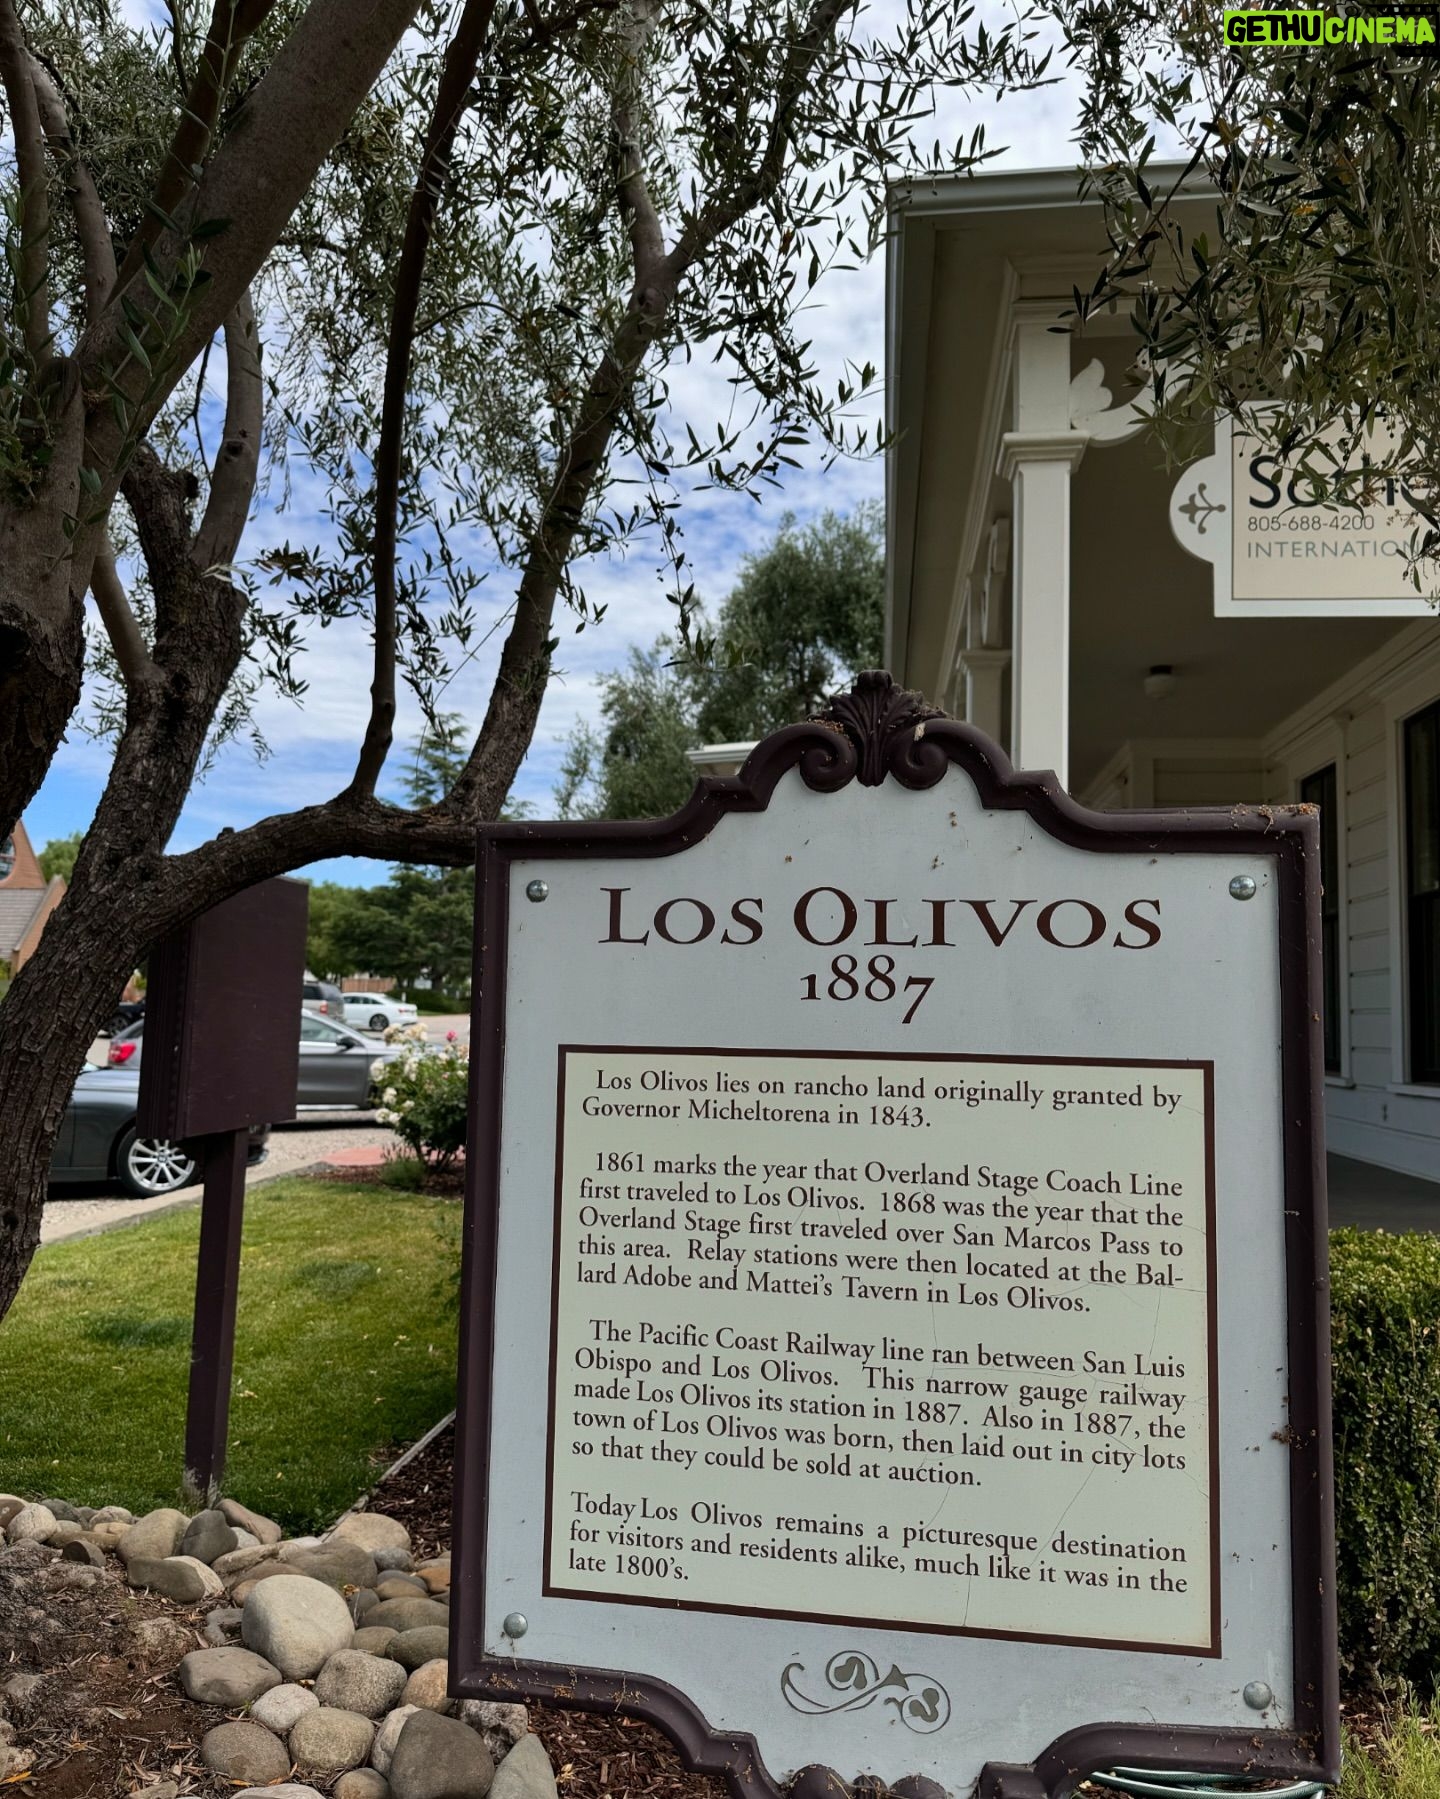 GETHUCINEMA
805-688-4200
LOS OLIVOS
1887
Los Olivos lies on rancho land originally granted by
Governor Micheltorena in 1843.
1861 marks the year that Overland Stage Coach Line
first traveled to Los Olivos. 1868 was the year that the
Overland Stage first traveled over San Marcos Pass to
this area. Relay stations were then located at the Bal-
lard Adobe and Mattei's Tavern in Los Olivos.
The Pacific Coast Railway line ran between San Luis
Obispo and Los Olivos. This narrow gauge railway
made Los Olivos its station in 1887. Also in 1887, the
town of Los Olivos was born, then laid out in city lots
so that they could be sold at auction.
Today Los Olivos remains a picturesque destination
for visitors and residents alike, much like it was in the
late 1800's.